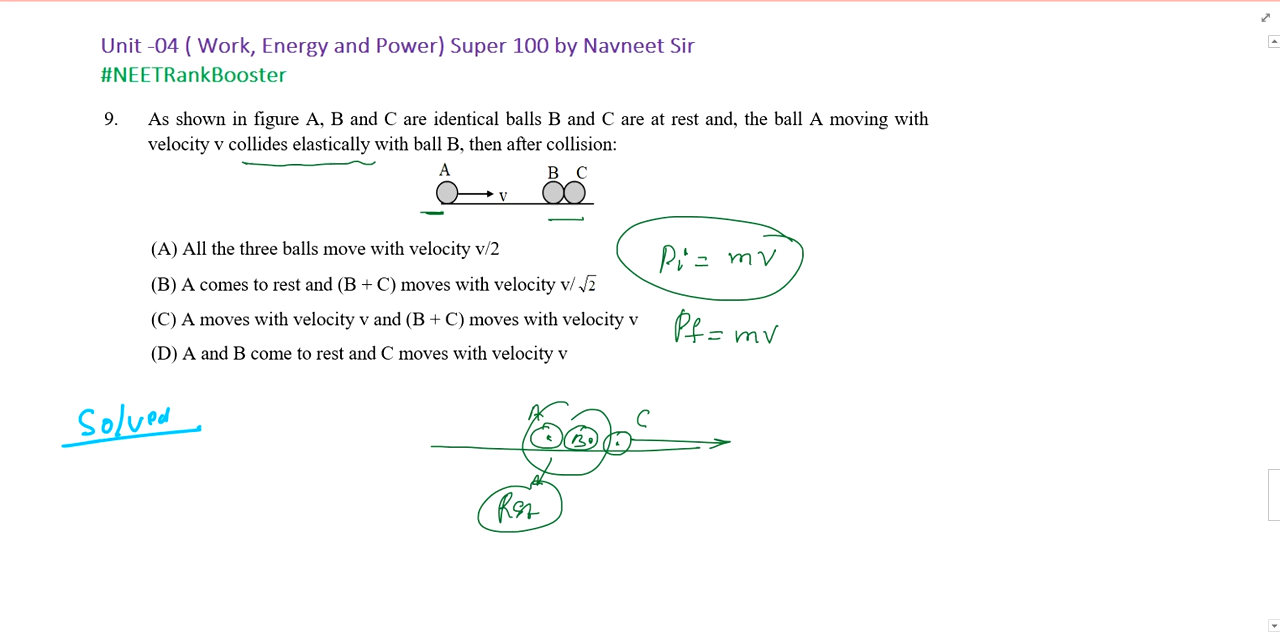 Unit -04 ( Work, Energy and Power) Super 100 by Navneet Sir
#NEETRankBooster
9. As shown in figure A, B and C are identical balls B and C are at rest and, the ball A moving with
velocity v collides elastically with ball B, then after collision:
A B C
v
(A) All the three balls move with velocity v/2
(B) A comes to rest and (B + C) moves with velocity v/√2
(C) A moves with velocity v and (B + C) moves with velocity v
(D) A and B come to rest and C moves with velocity v
Pi = mv
Pf = mv
Solved
A C
B